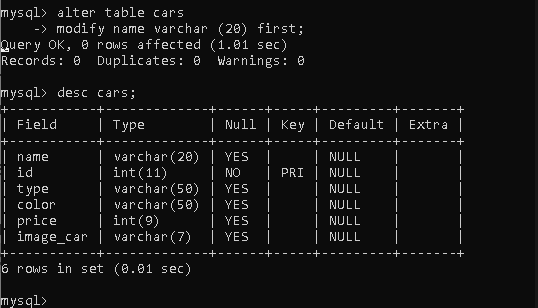 mysql> alter table cars
    -> modify name varchar (20) first;
Query OK, 0 rows affected (1.01 sec)
Records: 0  Duplicates: 0  Warnings: 0

mysql> desc cars;
+-----------+-------------+------+-----+---------+-------+
| Field     | Type        | Null | Key | Default | Extra |
+-----------+-------------+------+-----+---------+-------+
| name      | varchar(20) | YES  |     | NULL    |       |
| id        | int(11)     | NO   | PRI | NULL    |       |
| type      | varchar(50) | YES  |     | NULL    |       |
| color     | varchar(50) | YES  |     | NULL    |       |
| price     | int(9)      | YES  |     | NULL    |       |
| image_car | varchar(7)  | YES  |     | NULL    |       |
+-----------+-------------+------+-----+---------+-------+
6 rows in set (0.01 sec)

mysql>